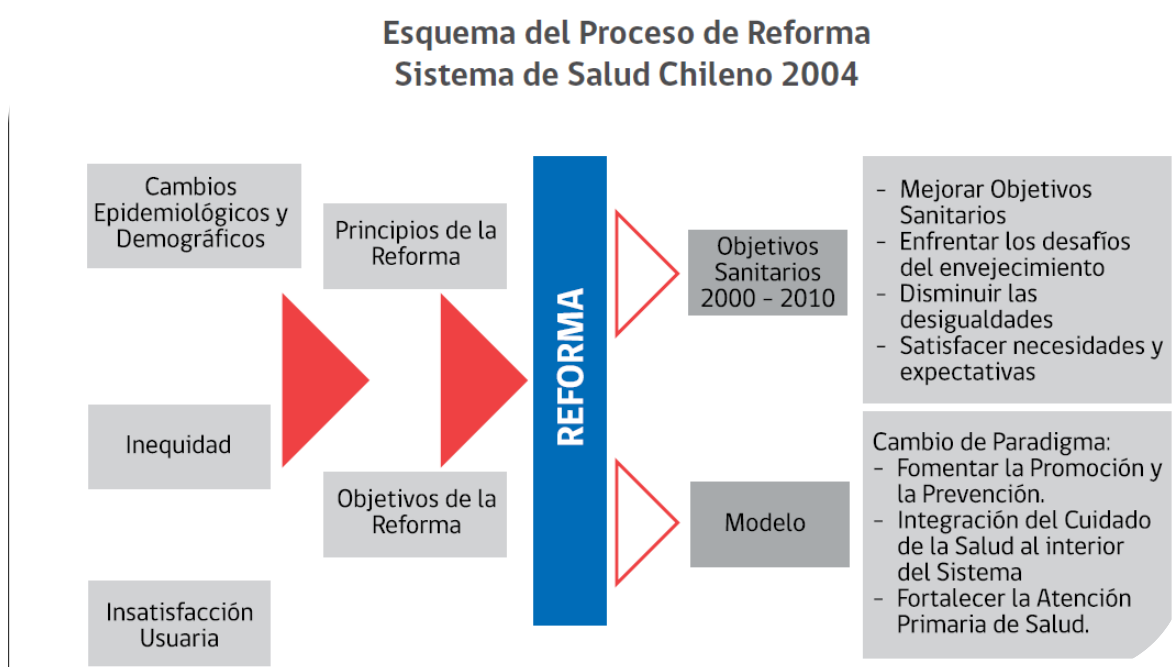 Esquema del Proceso de Reforma
Sistema de Salud Chileno 2004
Cambios
Epidemiológicos y
Demográficos
Inequidad
Insatisfacción
Usuaria
Principios de la
Reforma
Objetivos de la
Reforma
REFORMA
Objetivos
Sanitarios
2000 - 2010
Modelo
- Mejorar Objetivos
Sanitarios
- Enfrentar los desafíos
del envejecimiento
- Disminuir las
desigualdades
- Satisfacer necesidades y
expectativas
Cambio de Paradigma:
- Fomentar la Promoción y
la Prevención.
- Integración del Cuidado
de la Salud al interior
del Sistema
- Fortalecer la Atención
Primaria de Salud.